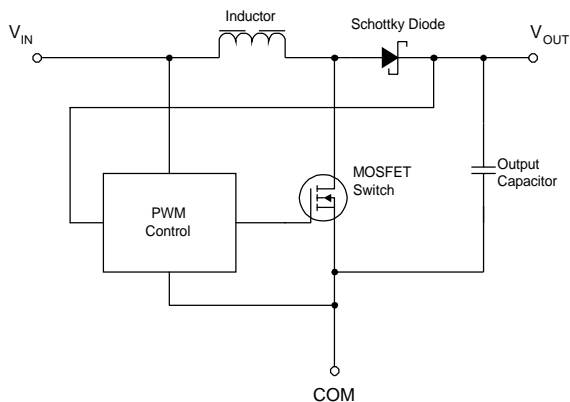 Inductor
Schottky Diode
VIN
VOUT
MOSFET
Switch
Output
Capacitor
PWM
Control
COM